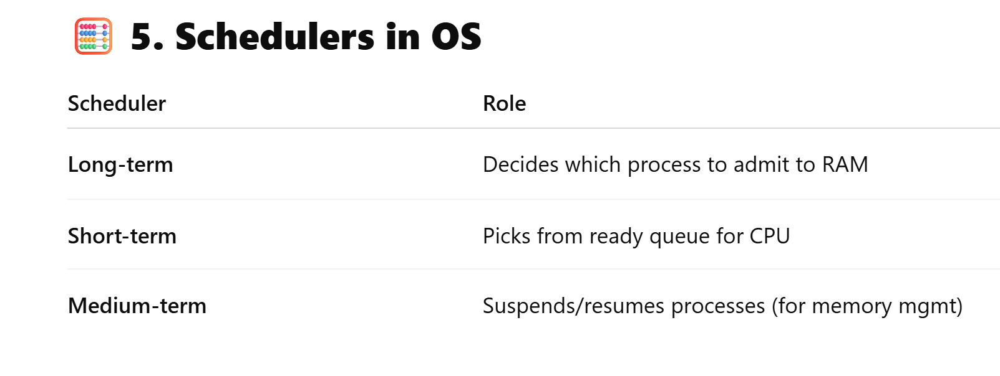 5. Schedulers in OS
Scheduler Role
Long-term Decides which process to admit to RAM
Short-term Picks from ready queue for CPU
Medium-term Suspends/resumes processes (for memory mgmt)